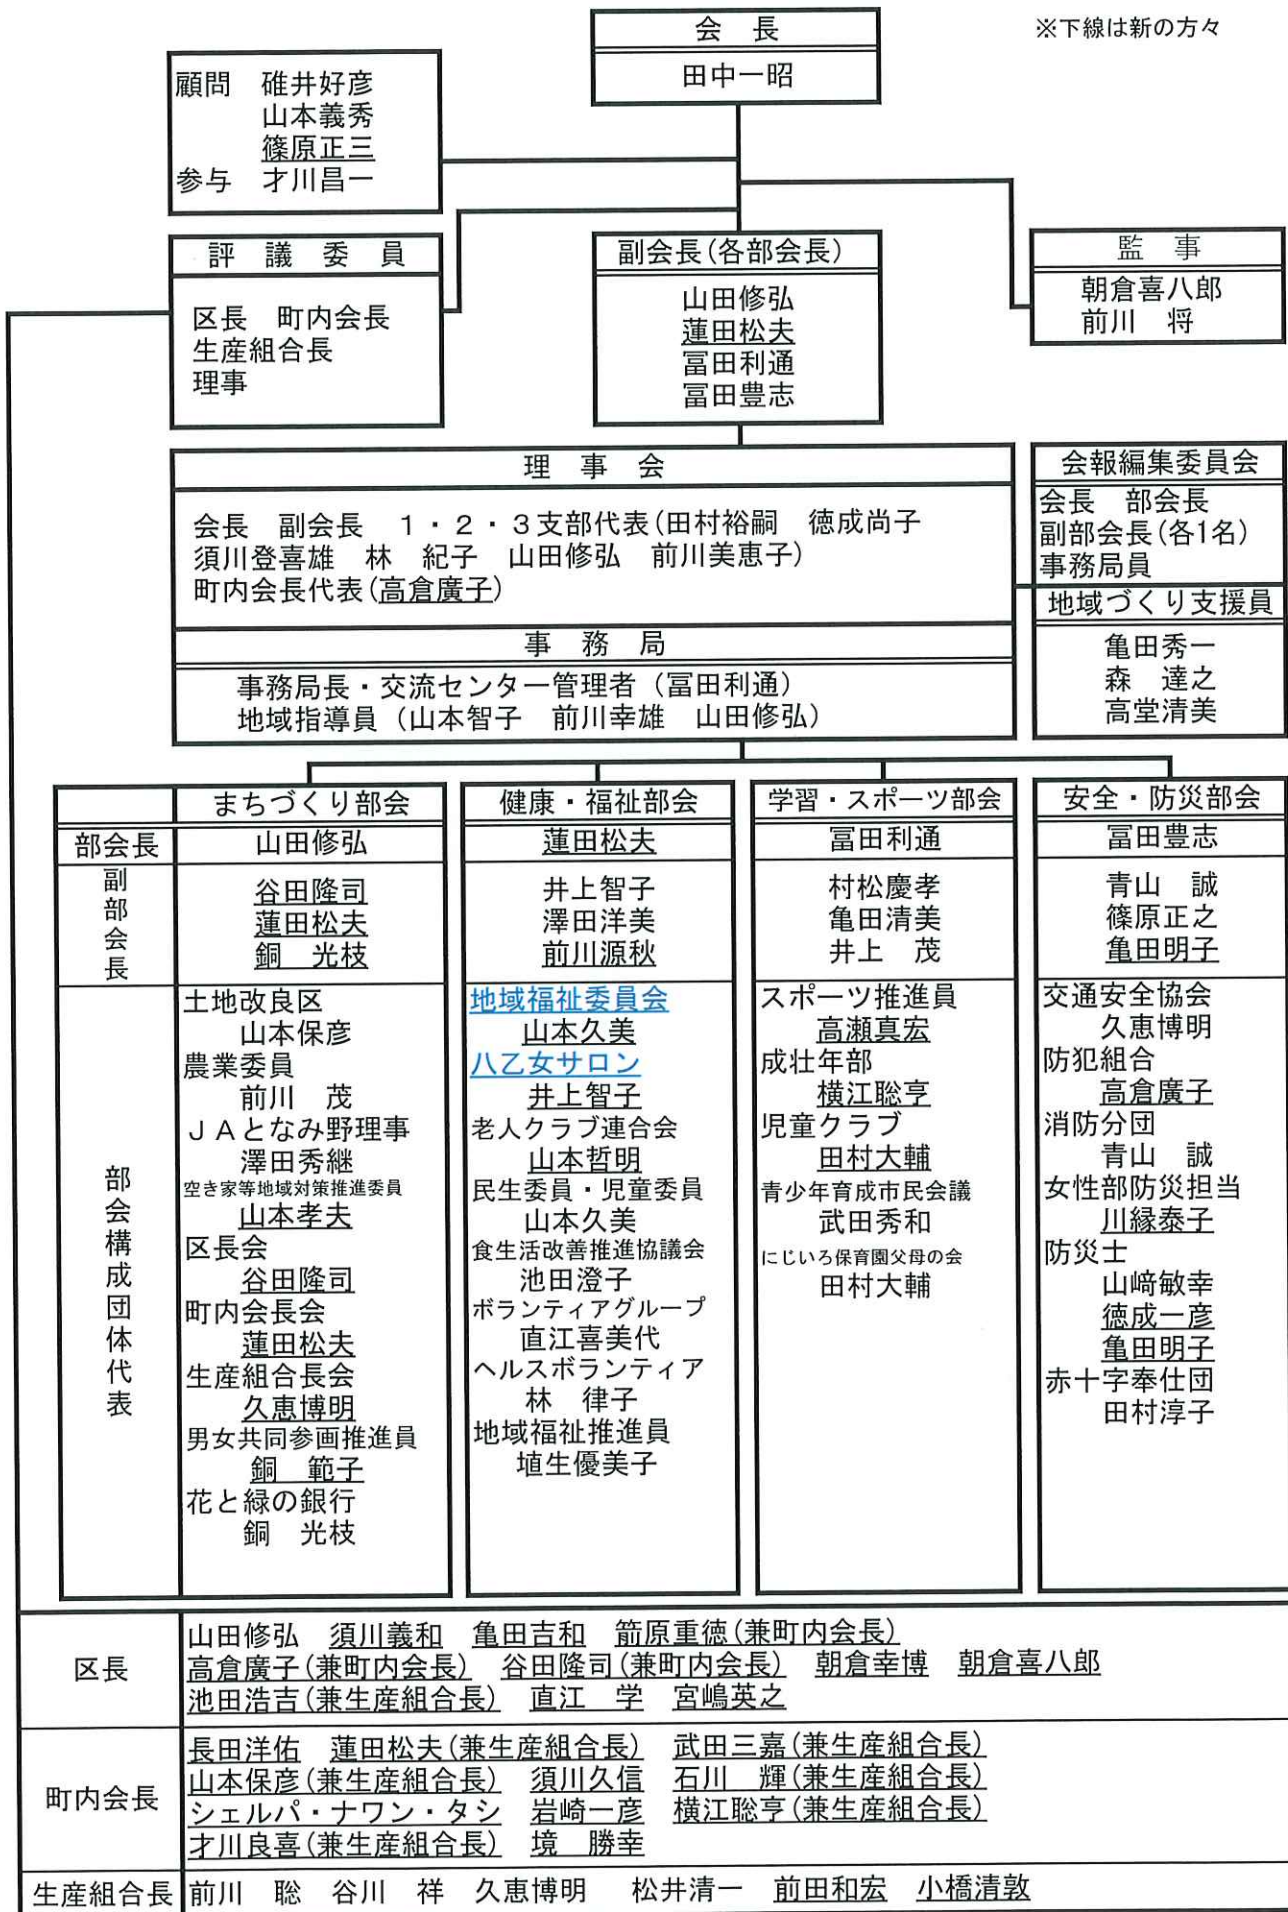 ※下線は新の方々
会　長
田中一昭
顧問　碓井好彦
山本義秀
篠原正三
参与　才川昌一
評　議　委　員
区長　町内会長
生産組合長
理事
副会長(各部会長)
山田修弘
蓮田松夫
冨田利通
冨田豊志
監　事
朝倉喜八郎
前川　将
理　事　会
会長　副会長　１・２・３支部代表(田村裕嗣　徳成尚子
須川登喜雄　林　紀子　山田修弘　前川美恵子)
町内会長代表(高倉廣子)
事　務　局
事務局長・交流センター管理者（冨田利通）
地域指導員（山本智子　前川幸雄　山田修弘）
会報編集委員会
会長　部会長
副部会長(各1名)
事務局員
地域づくり支援員
亀田秀一
森　達之
高堂清美
まちづくり部会
健康・福祉部会
学習・スポーツ部会
安全・防災部会
部会長
山田修弘
蓮田松夫
冨田利通
冨田豊志
副部会長
谷田隆司
蓮田松夫
銅　光枝
井上智子
澤田洋美
前川源秋
村松慶孝
亀田清美
井上　茂
青山　誠
篠原正之
亀田明子
部会構成団体代表
土地改良区
山本保彦
農業委員
前川　茂
ＪＡとなみ野理事
澤田秀継
空き家等地域対策推進委員
山本孝夫
区長会
谷田隆司
町内会長会
蓮田松夫
生産組合長会
久恵博明
男女共同参画推進員
銅　範子
花と緑の銀行
銅　光枝
地域福祉委員会
山本久美
八乙女サロン
井上智子
老人クラブ連合会
山本哲明
民生委員・児童委員
山本久美
食生活改善推進協議会
池田澄子
ボランティアグループ
直江喜美代
ヘルスボランティア
林　律子
地域福祉推進員
埴生優美子
スポーツ推進員
高瀬真宏
成壮年部
横江聡亨
児童クラブ
田村大輔
青少年育成市民会議
武田秀和
にじいろ保育園父母の会
田村大輔
交通安全協会
久恵博明
防犯組合
高倉廣子
消防分団
青山　誠
女性部防災担当
川縁泰子
防災士
山﨑敏幸
徳成一彦
亀田明子
赤十字奉仕団
田村淳子
区長
山田修弘　須川義和　亀田吉和　箭原重徳(兼町内会長)
高倉廣子(兼町内会長)　谷田隆司(兼町内会長)　朝倉幸博　朝倉喜八郎
池田浩吉(兼生産組合長)　直江　学　宮嶋英之
町内会長
長田洋佑　蓮田松夫(兼生産組合長)　武田三嘉(兼生産組合長)
山本保彦(兼生産組合長)　須川久信　石川　輝(兼生産組合長)
シェルパ・ナワン・タシ　岩崎一彦　横江聡亨(兼生産組合長)
才川良喜(兼生産組合長)　境　勝幸
生産組合長
前川　聡　谷川　祥　久恵博明　松井清一　前田和宏　小橋清敦